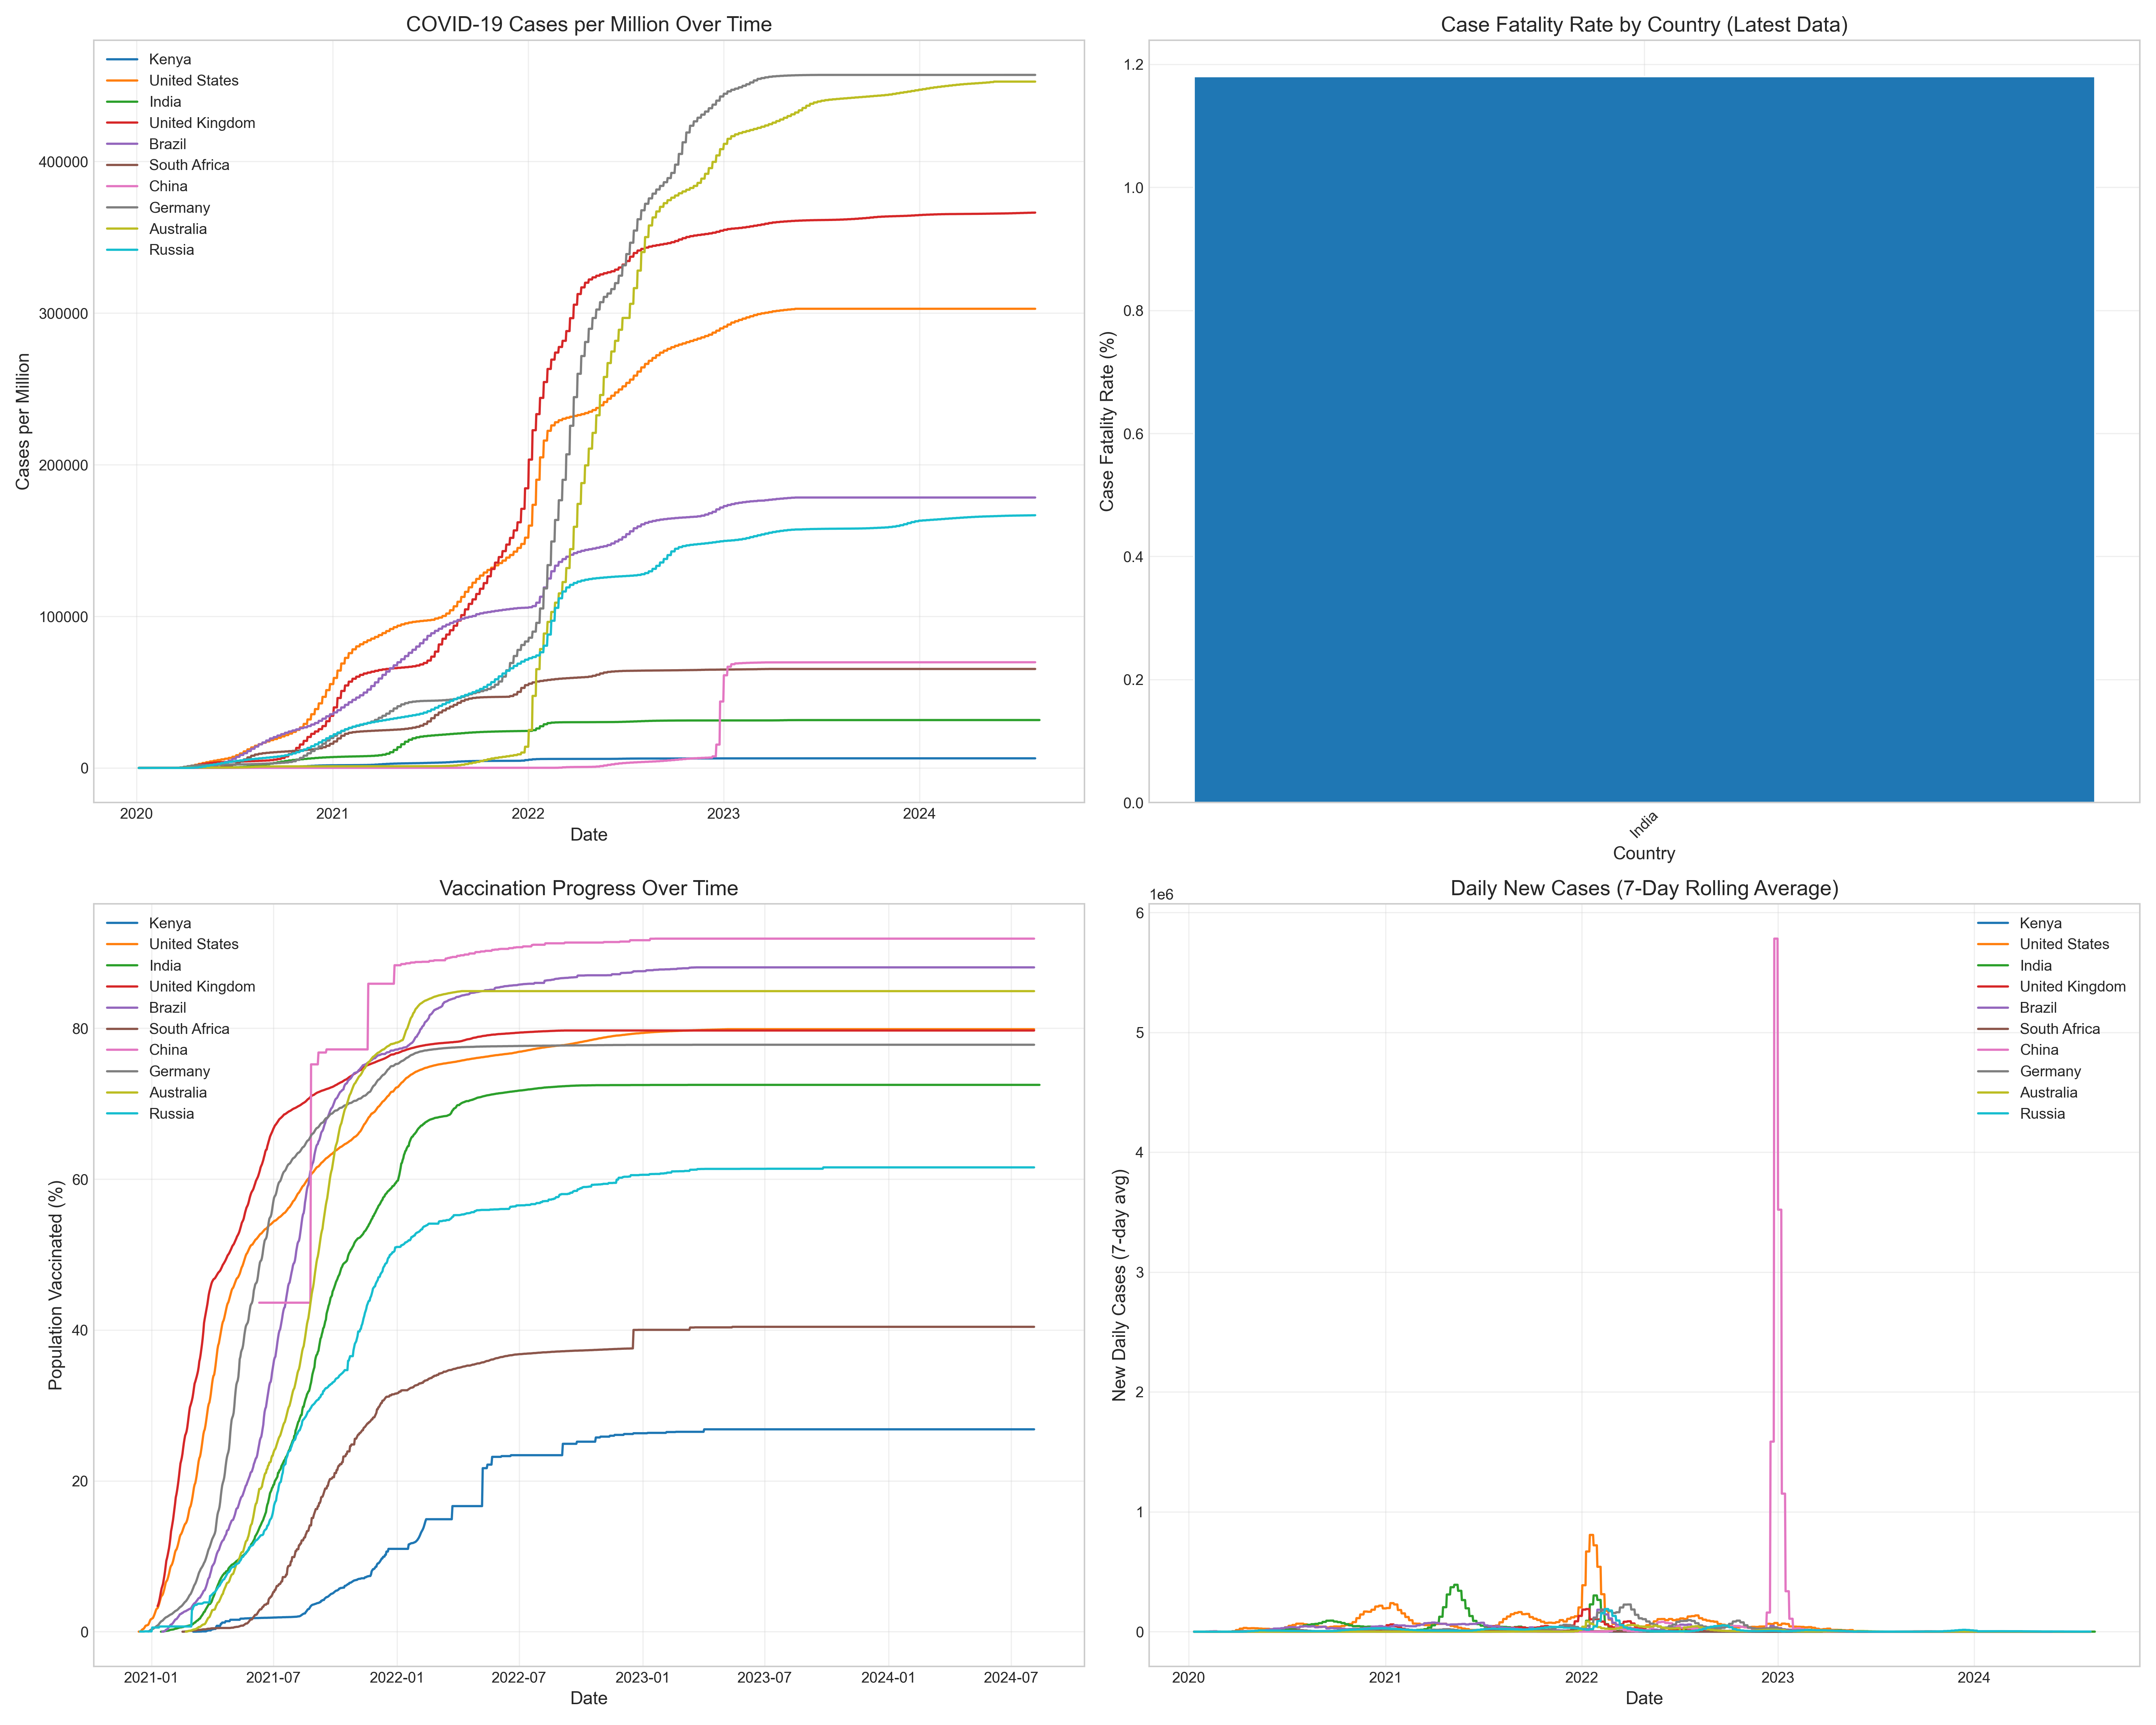 COVID-19 Cases per Million Over Time
Kenya
United States
India
United Kingdom
Brazil
South Africa
China
Germany
Australia
Russia
Cases per Million
400000
300000
200000
100000
0
2020 2021 2022 2023 2024
Date
Case Fatality Rate by Country (Latest Data)
Case Fatality Rate (%)
1.2
1.0
0.8
0.6
0.4
0.2
0.0
India
Country
Vaccination Progress Over Time
Kenya
United States
India
United Kingdom
Brazil
South Africa
China
Germany
Australia
Russia
Population Vaccinated (%)
80
60
40
20
0
2021-01 2021-07 2022-01 2022-07 2023-01 2023-07 2024-01 2024-07
Date
Daily New Cases (7-Day Rolling Average)
1e6
Kenya
United States
India
United Kingdom
Brazil
South Africa
China
Germany
Australia
Russia
New Daily Cases (7-day avg)
6
5
4
3
2
1
0
2020 2021 2022 2023 2024
Date